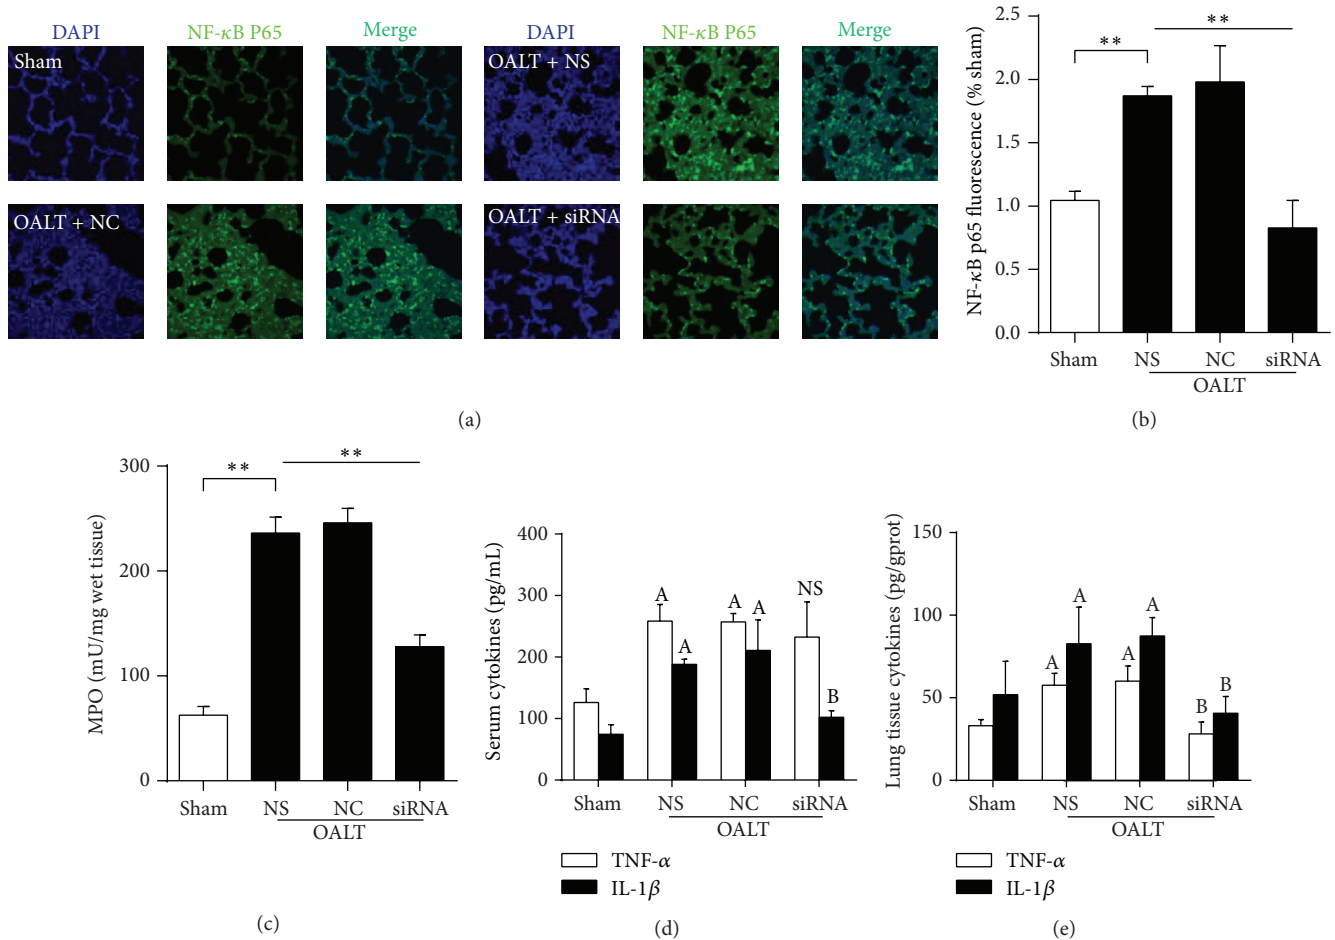 DAPI NF-κB P65 Merge DAPI NF-κB P65 Merge
Sham
OALT + NS
OALT + NC
OALT + siRNA
(a)
NF-κB p65 fluorescence (% sham)
2.5
2.0
1.5
1.0
0.5
0.0
**
**
Sham NS NC siRNA
OALT
(b)
MPO (mU/mg wet tissue)
300
200
100
0
**
**
Sham NS NC siRNA
OALT
(c)
Serum cytokines (pg/mL)
400
300
200
100
0
A
A
A
A
NS
B
Sham NS NC siRNA
OALT
TNF-α
IL-1β
(d)
Lung tissue cytokines (pg/gprot)
150
100
50
0
A
A
A
A
B
B
Sham NS NC siRNA
OALT
TNF-α
IL-1β
(e)